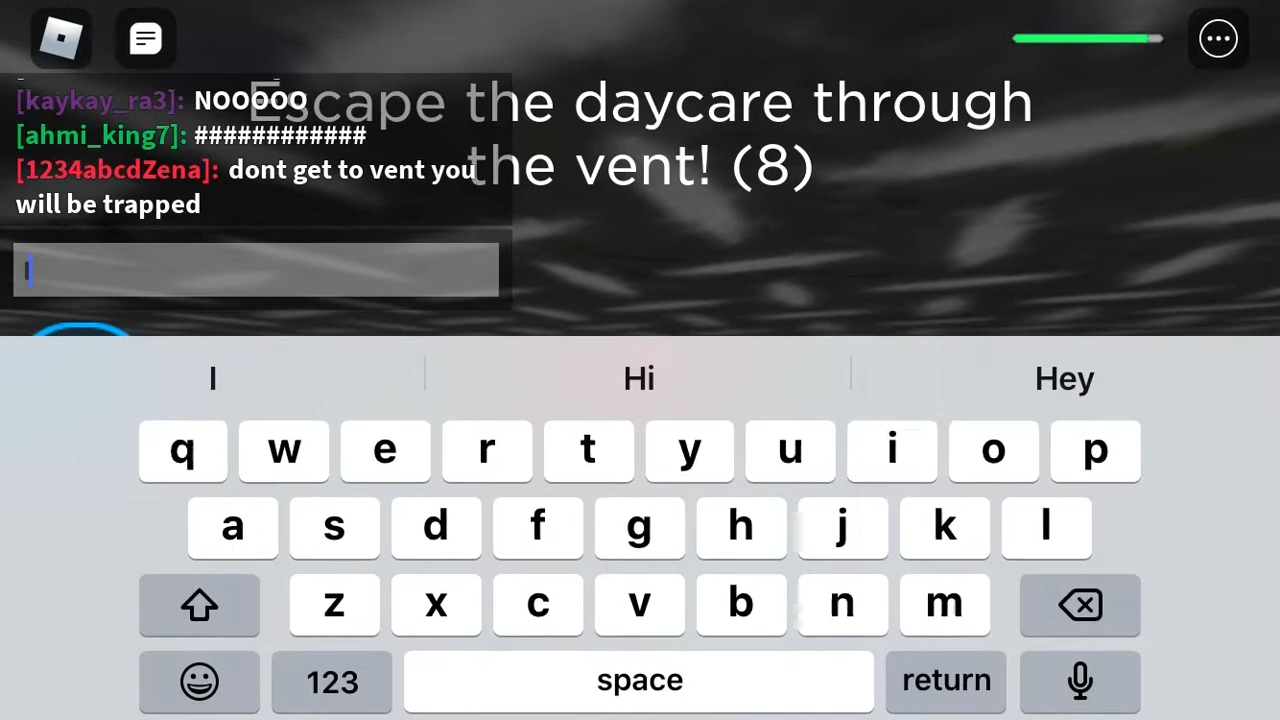 Escape the daycare through
the vent! (8)
[kaykay_ra3]: NOOOOO
[ahmi_king7]: ############
[1234abcdZena]: dont get to vent you
will be trapped
I Hi Hey
q w e r t y u i o p
a s d f g h j k l
z x c v b n m
123 space return